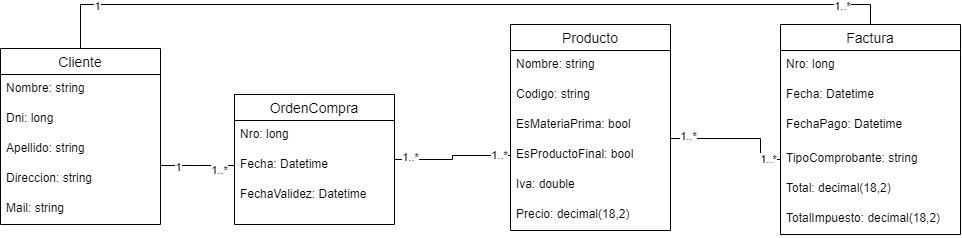 1
1..*
Cliente
Nombre: string
Dni: long
Apellido: string
Direccion: string
Mail: string
1
1..*
OrdenCompra
Nro: long
Fecha: Datetime
FechaValidez: Datetime
1..*
1..*
Producto
Nombre: string
Codigo: string
EsMateriaPrima: bool
EsProductoFinal: bool
Iva: double
Precio: decimal(18,2)
1..*
1..*
Factura
Nro: long
Fecha: Datetime
FechaPago: Datetime
TipoComprobante: string
Total: decimal(18,2)
TotalImpuesto: decimal(18,2)